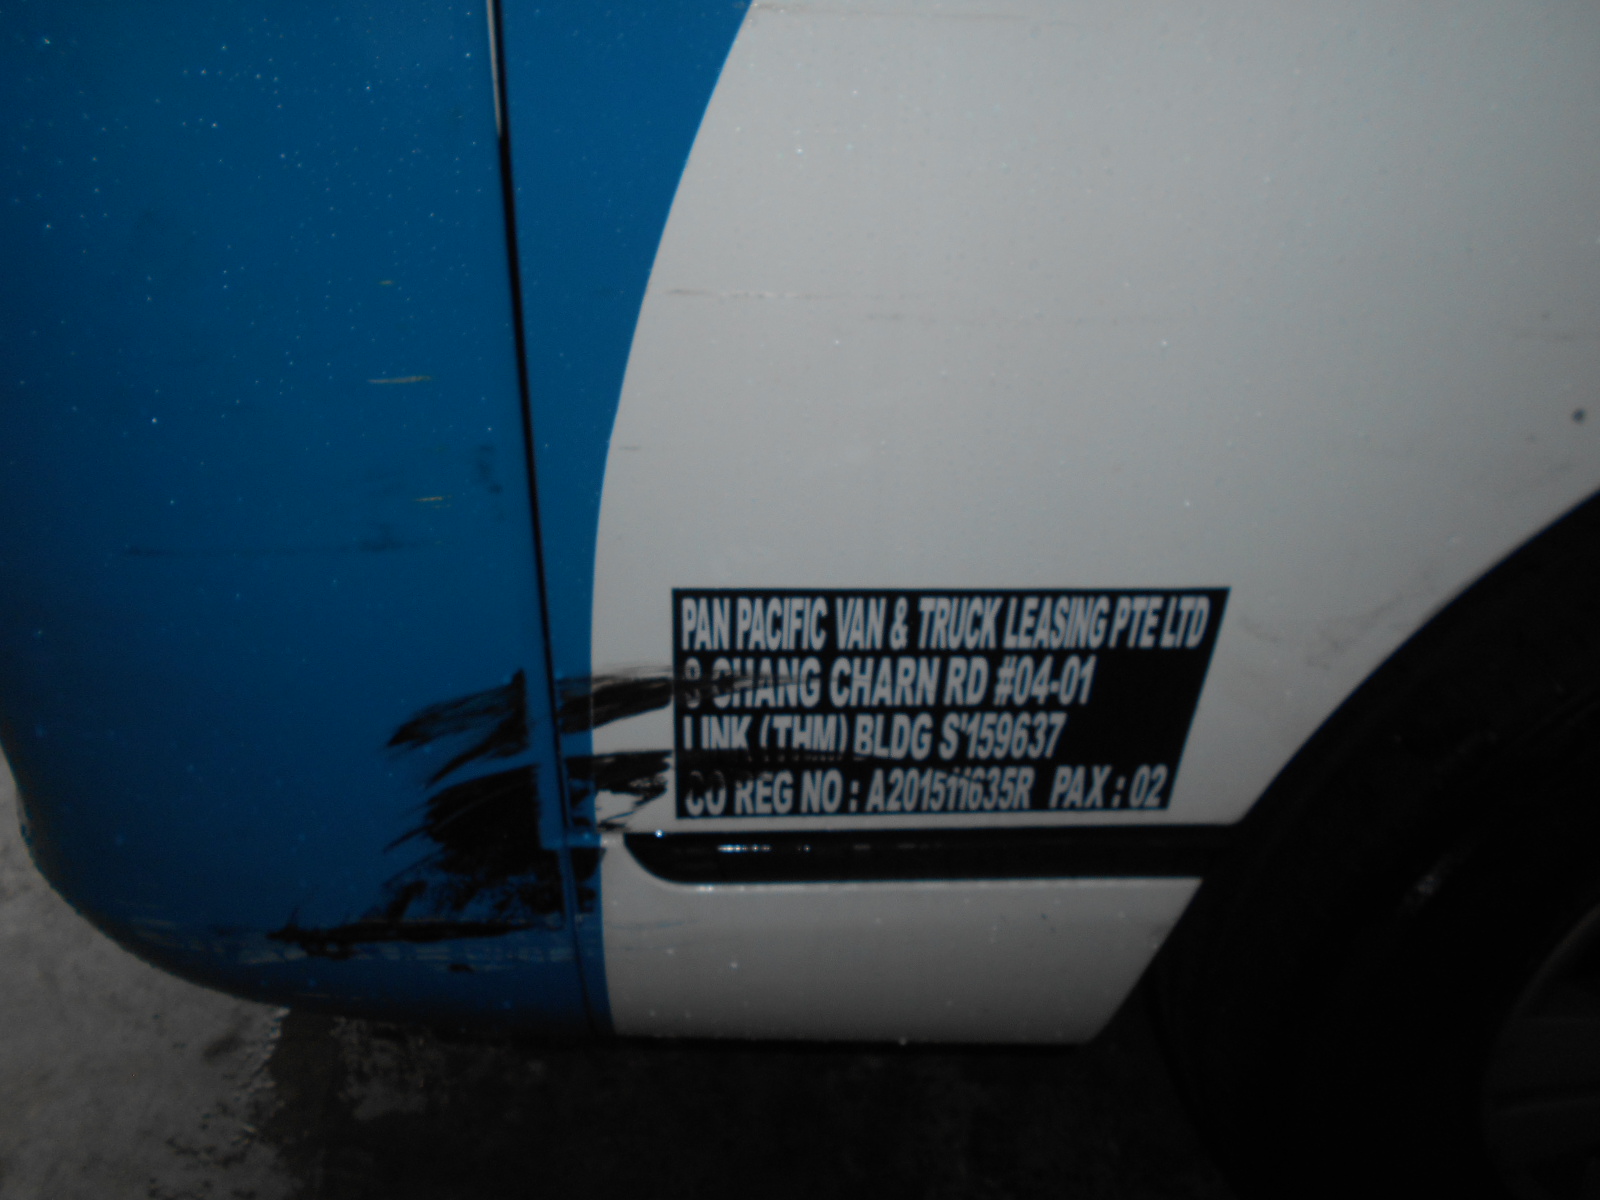 PAN PACIFIC VAN & TRUCK LEASING PTE LTD
8 CHANG CHARN RD #04-01
LINK (THM) BLDG S'159637
CO REG NO : A201511635R PAX : 02